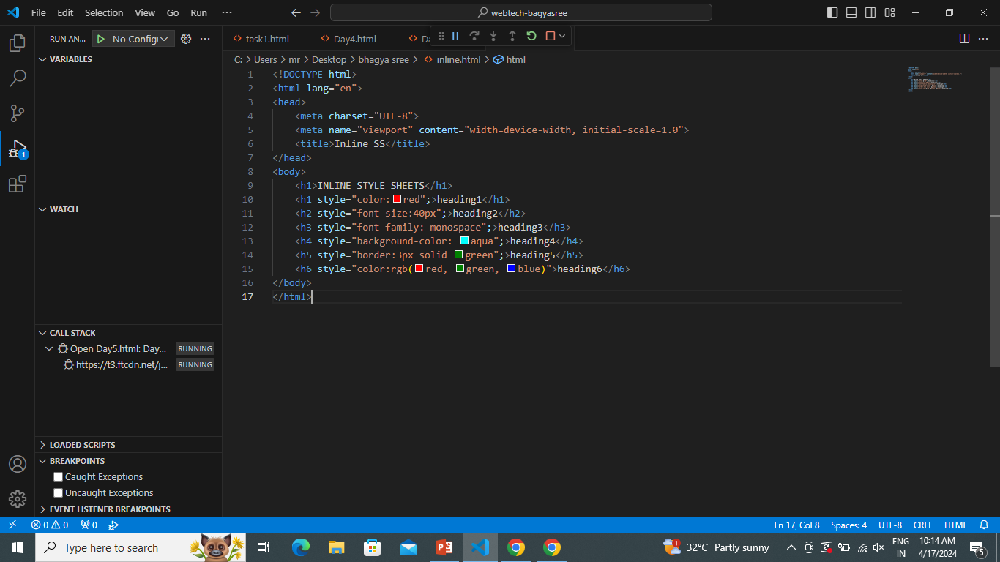 File Edit Selection View Go Run ··· webtech-bagyasree
RUN AN... No Config ···
task1.html Day4.html Da
C: > Users > mr > Desktop > bhagya sree > inline.html > html
VARIABLES
WATCH
CALL STACK
Open Day5.html: Day... RUNNING
https://t3.ftcdn.net/j... RUNNING
LOADED SCRIPTS
BREAKPOINTS
Caught Exceptions
Uncaught Exceptions
EVENT LISTENER BREAKPOINTS
1 <!DOCTYPE html>
2 <html lang="en">
3 <head>
4 <meta charset="UTF-8">
5 <meta name="viewport" content="width=device-width, initial-scale=1.0">
6 <title>Inline SS</title>
7 </head>
8 <body>
9 <h1>INLINE STYLE SHEETS</h1>
10 <h1 style="color:red";>heading1</h1>
11 <h2 style="font-size:40px";>heading2</h2>
12 <h3 style="font-family: monospace";>heading3</h3>
13 <h4 style="background-color: aqua";>heading4</h4>
14 <h5 style="border:3px solid green";>heading5</h5>
15 <h6 style="color:rgb(red, green, blue)">heading6</h6>
16 </body>
17 </html>
1
0 0 0 Ln 17, Col 8 Spaces: 4 UTF-8 CRLF HTML
Type here to search 1 32°C Partly sunny ENG IN 10:14 AM 4/17/2024 5